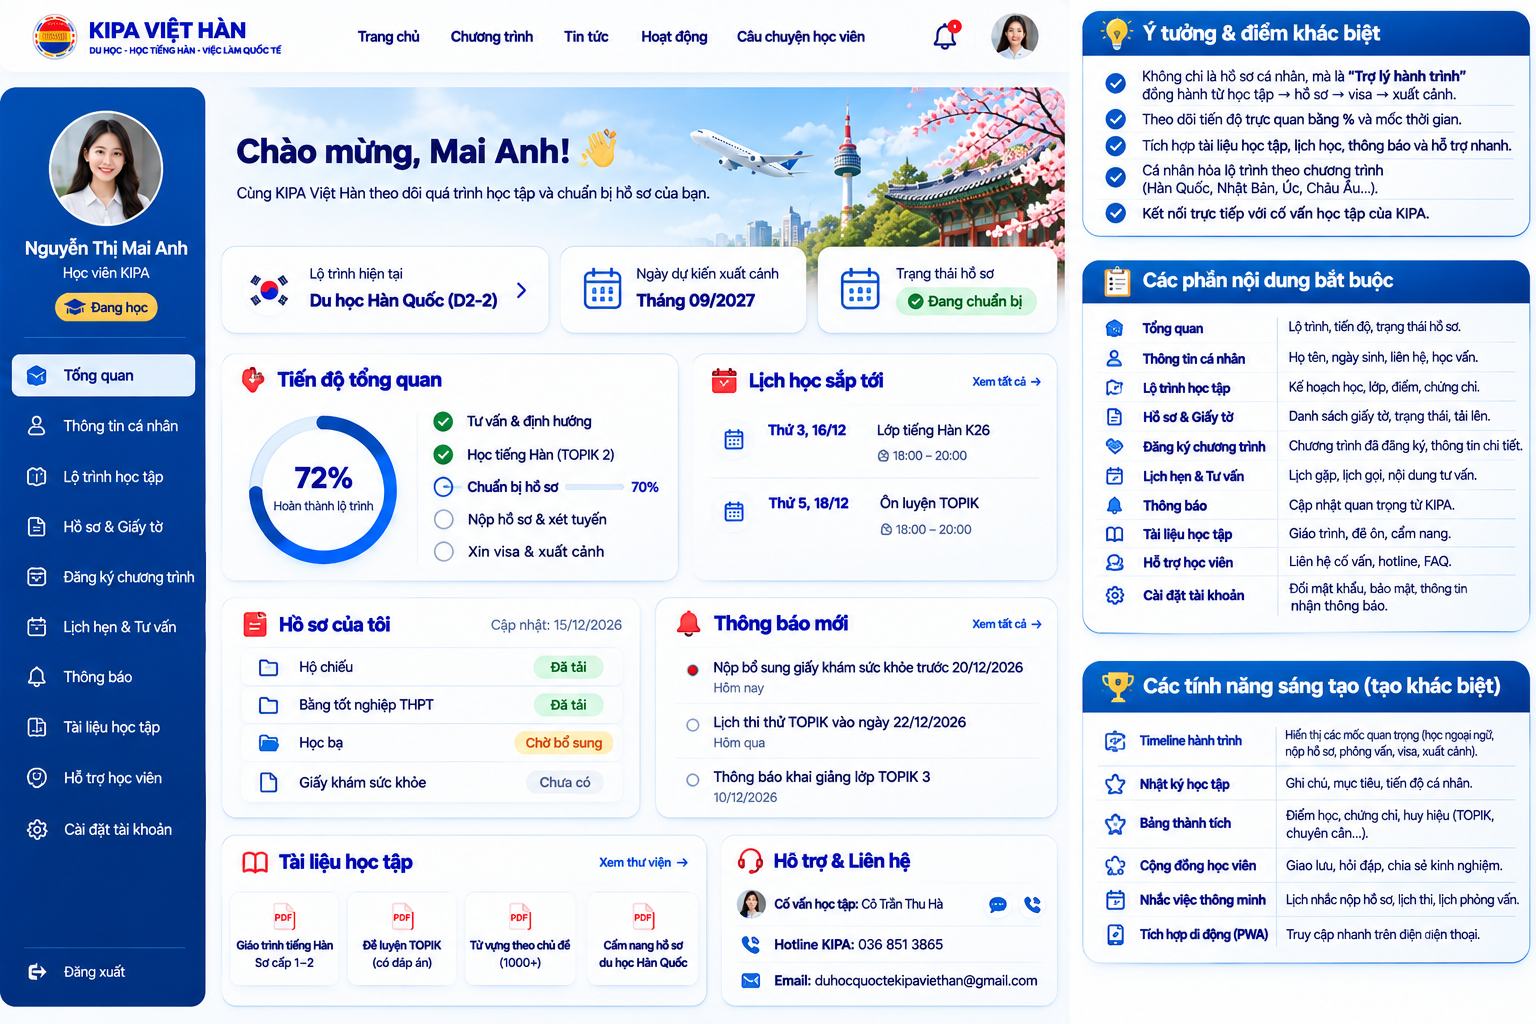 KIPA VIỆT HÀN
DU HỌC - HỌC TIẾNG HÀN - VIỆC LÀM QUỐC TẾ
Trang chủ
Chương trình
Tin tức
Hoạt động
Câu chuyện học viên
Nguyễn Thị Mai Anh
Học viên KIPA
Đang học
Tổng quan
Thông tin cá nhân
Lộ trình học tập
Hồ sơ & Giấy tờ
Đăng ký chương trình
Lịch hẹn & Tư vấn
Thông báo
Tài liệu học tập
Hỗ trợ học viên
Cài đặt tài khoản
Đăng xuất
Chào mừng, Mai Anh!
Cùng KIPA Việt Hàn theo dõi quá trình học tập và chuẩn bị hồ sơ của bạn.
Lộ trình hiện tại
Du học Hàn Quốc (D2-2)
Ngày dự kiến xuất cảnh
Tháng 09/2027
Trạng thái hồ sơ
Đang chuẩn bị
Tiến độ tổng quan
72%
Hoàn thành lộ trình
Tư vấn & định hướng
Học tiếng Hàn (TOPIK 2)
Chuẩn bị hồ sơ 70%
Nộp hồ sơ & xét tuyển
Xin visa & xuất cảnh
Lịch học sắp tới
Xem tất cả →
Thứ 3, 16/12
Lớp tiếng Hàn K26
18:00 – 20:00
Thứ 5, 18/12
Ôn luyện TOPIK
18:00 – 20:00
Hồ sơ của tôi
Cập nhật: 15/12/2026
Hộ chiếu
Đã tải
Bằng tốt nghiệp THPT
Đã tải
Học bạ
Chờ bổ sung
Giấy khám sức khỏe
Chưa có
Thông báo mới
Xem tất cả →
Nộp bổ sung giấy khám sức khỏe trước 20/12/2026
Hôm nay
Lịch thi thử TOPIK vào ngày 22/12/2026
Hôm qua
Thông báo khai giảng lớp TOPIK 3
10/12/2026
Tài liệu học tập
Xem thư viện →
PDF
Giáo trình tiếng Hàn
Sơ cấp 1–2
PDF
Đề luyện TOPIK
(có đáp án)
PDF
Từ vựng theo chủ đề
(1000+)
PDF
Cẩm nang hồ sơ
du học Hàn Quốc
Hỗ trợ & Liên hệ
Cố vấn học tập: Cô Trần Thu Hà
Hotline KIPA: 036 851 3865
Email: duhocquoctekipaviethan@gmail.com
Ý tưởng & điểm khác biệt
Không chỉ là hồ sơ cá nhân, mà là “Trợ lý hành trình”
đồng hành từ học tập → hồ sơ → visa → xuất cảnh.
Theo dõi tiến độ trực quan bằng % và mốc thời gian.
Tích hợp tài liệu học tập, lịch học, thông báo và hỗ trợ nhanh.
Cá nhân hóa lộ trình theo chương trình
(Hàn Quốc, Nhật Bản, Úc, Châu Âu...).
Kết nối trực tiếp với cố vấn học tập của KIPA.
Các phần nội dung bắt buộc
Tổng quan
Lộ trình, tiến độ, trạng thái hồ sơ.
Thông tin cá nhân
Họ tên, ngày sinh, liên hệ, học vấn.
Lộ trình học tập
Kế hoạch học, lớp, điểm, chứng chỉ.
Hồ sơ & Giấy tờ
Danh sách giấy tờ, trạng thái, tải lên.
Đăng ký chương trình
Chương trình đã đăng ký, thông tin chi tiết.
Lịch hẹn & Tư vấn
Lịch gặp, lịch gọi, nội dung tư vấn.
Thông báo
Cập nhật quan trọng từ KIPA.
Tài liệu học tập
Giáo trình, đề ôn, cẩm nang.
Hỗ trợ học viên
Liên hệ cố vấn, hotline, FAQ.
Cài đặt tài khoản
Đổi mật khẩu, bảo mật, thông tin
nhận thông báo.
Các tính năng sáng tạo (tạo khác biệt)
Timeline hành trình
Hiển thị các mốc quan trọng (học ngoại ngữ,
nộp hồ sơ, phỏng vấn, visa, xuất cảnh).
Nhật ký học tập
Ghi chú, mục tiêu, tiến độ cá nhân.
Bảng thành tích
Điểm học, chứng chỉ, huy hiệu (TOPIK,
chuyên cần...).
Cộng đồng học viên
Giao lưu, hỏi đáp, chia sẻ kinh nghiệm.
Nhắc việc thông minh
Lịch nhắc nộp hồ sơ, lịch thi, lịch phỏng vấn.
Tích hợp di động (PWA)
Truy cập nhanh trên điện điện thoại.